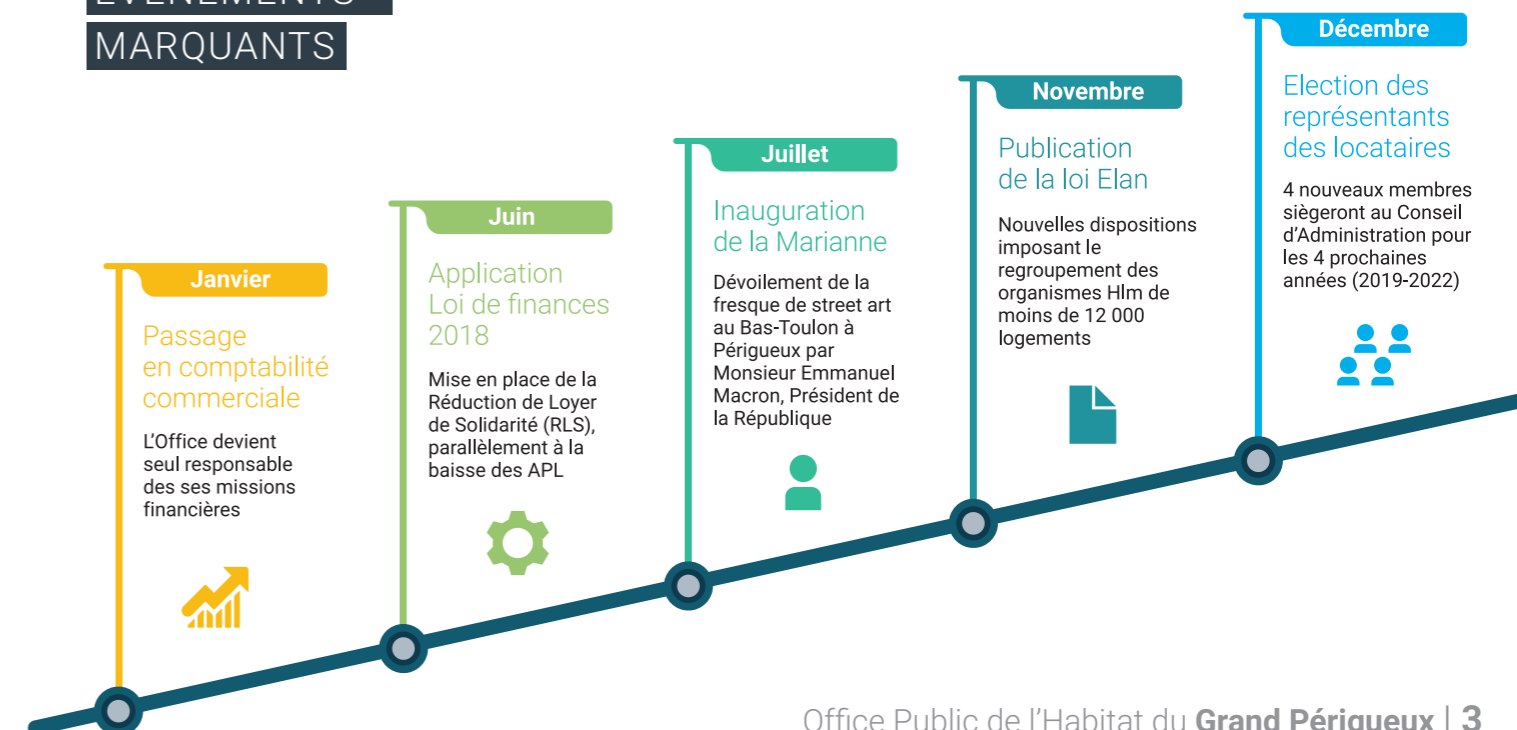 ÉVÉNEMENTS
MARQUANTS
Janvier
Passage
en comptabilité
commerciale
L'Office devient
seul responsable
des ses missions
financières
Juin
Application
Loi de finances
2018
Mise en place de la
Réduction de Loyer
de Solidarité (RLS),
parallèlement à la
baisse des APL
Juillet
Inauguration
de la Marianne
Dévoilement de la
fresque de street art
au Bas-Toulon à
Périgueux par
Monsieur Emmanuel
Macron, Président de
la République
Novembre
Publication
de la loi Elan
Nouvelles dispositions
imposant le
regroupement des
organismes Hlm de
moins de 12 000
logements
Décembre
Election des
représentants
des locataires
4 nouveaux membres
siègeront au Conseil
d'Administration pour
les 4 prochaines
années (2019-2022)
Office Public de l'Habitat du Grand Périgueux | 3